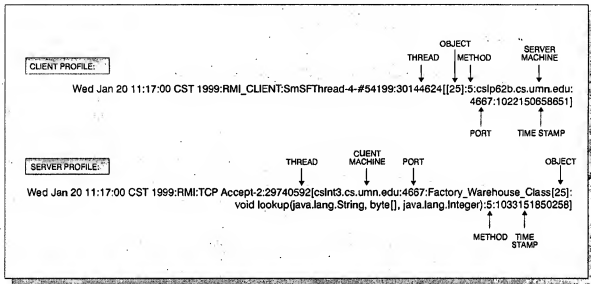 OBJECT
SERVER
THREAD METHOD MACHINE
CLIENT PROFILE:
Wed Jan 20 11:17:00 CST 1999:RMI_CLIENT:SmSFThread-4-#54199:30144624[[25]:5:cslp62b.cs.umn.edu:
4667:1022150658651]
PORT TIME STAMP
CLIENT
THREAD MACHINE PORT OBJECT
SERVER PROFILE:
Wed Jan 20 11:17:00 CST 1999:RMI:TCP Accept-2:29740592[csInt3.cs.umn.edu:4667:Factory_Warehouse_Class[25]:
void lookup(java.lang.String, byte[], java.lang.Integer):5:1033151850258]
METHOD TIME
STAMP